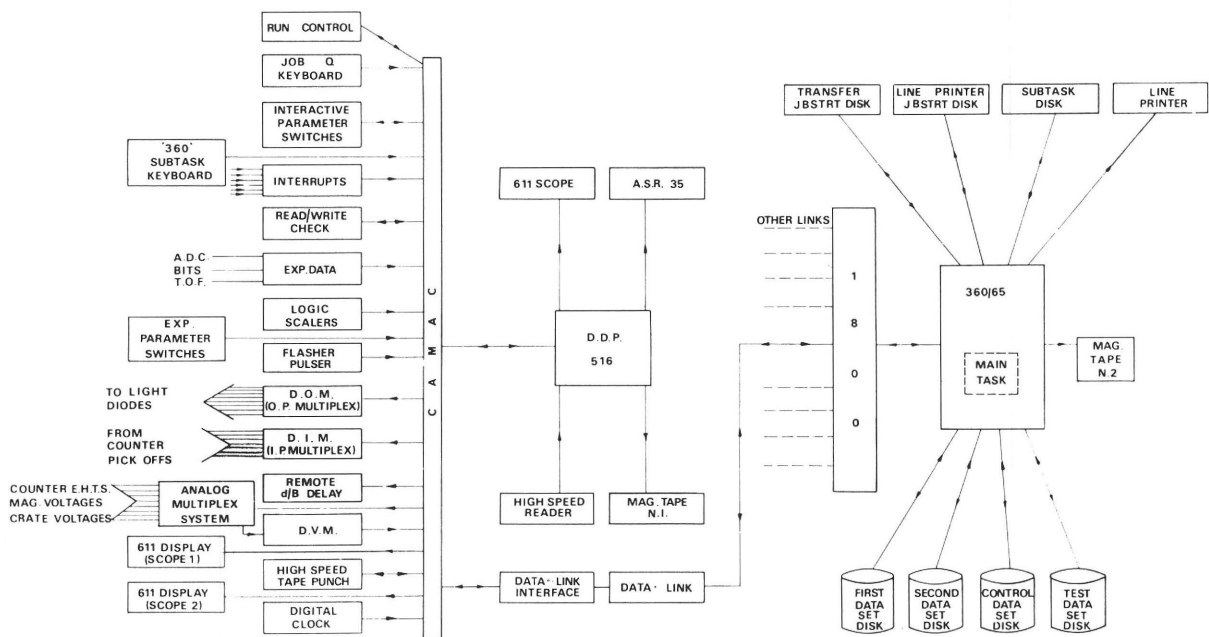 RUN CONTROL
JOB Q
KEYBOARD
INTERACTIVE
PARAMETER
SWITCHES
'360'
SUBTASK
KEYBOARD
INTERRUPTS
READ/WRITE
CHECK
A.D.C.
BITS
T.O.F.
EXP. DATA
LOGIC
SCALERS
EXP.
PARAMETER
SWITCHES
FLASHER
PULSER
TO LIGHT
DIODES
D.O.M.
(O.P. MULTIPLEX)
FROM
COUNTER
PICK OFFS
D. I. M.
(I.P MULTIPLEX)
COUNTER E.H.T.S.
MAG. VOLTAGES
CRATE VOLTAGES
ANALOG
MULTIPLEX
SYSTEM
REMOTE
d/B DELAY
D.V.M.
611 DISPLAY
(SCOPE 1)
HIGH SPEED
TAPE PUNCH
611 DISPLAY
(SCOPE 2)
DIGITAL
CLOCK
CAMAC
611 SCOPE
A.S.R. 35
D.D.P.
516
HIGH SPEED
READER
MAG. TAPE
N.I.
DATA-LINK
INTERFACE
DATA-LINK
OTHER LINKS
1
8
0
0
TRANSFER
JBSTRT DISK
LINE PRINTER
JBSTRT DISK
SUBTASK
DISK
LINE
PRINTER
360/65
MAIN
TASK
MAG.
TAPE
N.2
FIRST
DATA
SET
DISK
SECOND
DATA
SET
DISK
CONTROL
DATA
SET
DISK
TEST
DATA
SET
DISK